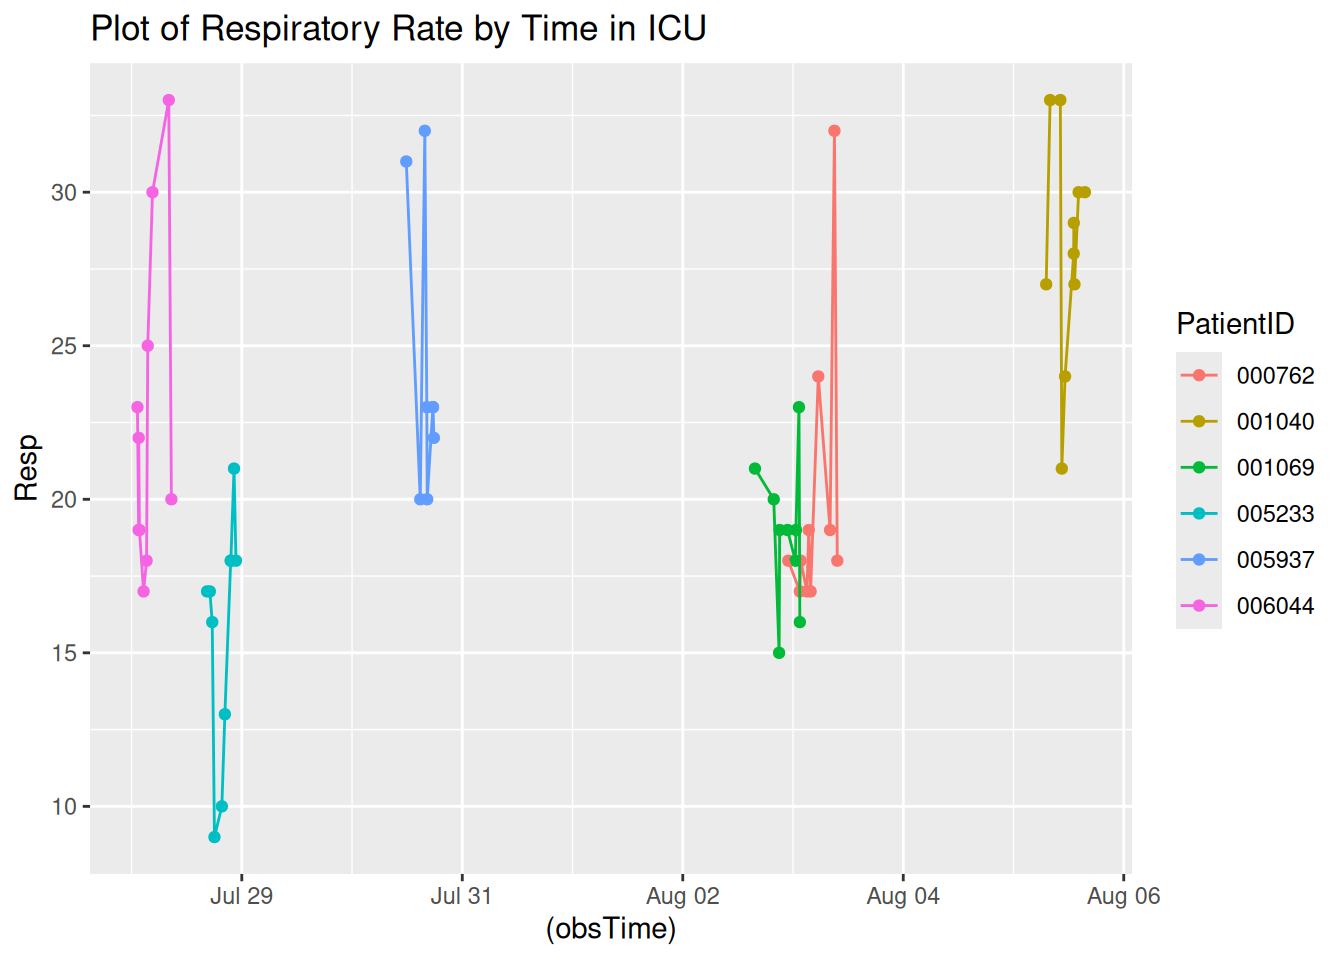 Plot of Respiratory Rate by Time in ICU
Resp
30
25
20
15
10
Jul 29
Jul 31
Aug 02
Aug 04
Aug 06
(obsTime)
PatientID
000762
001040
001069
005233
005937
006044